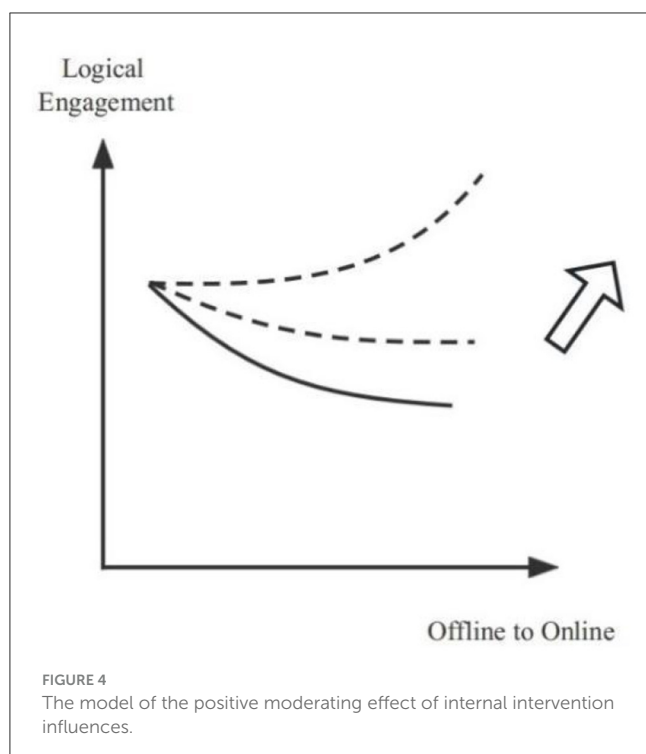 Logical
Engagement
Offline to Online
FIGURE 4
The model of the positive moderating effect of internal intervention
influences.